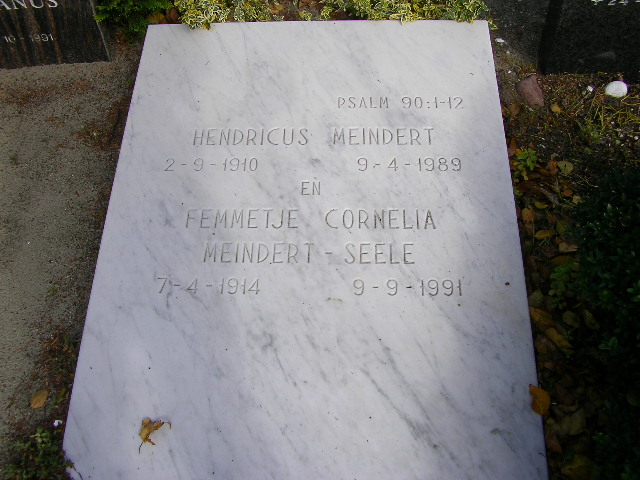 PSALM 90:1-12
HENDRICUS MEINDERT
2-9-1910 9-4-1989
EN
FEMMETJE CORNELIA
MEINDERT-SEELE
7-4-1914 9-9-1991